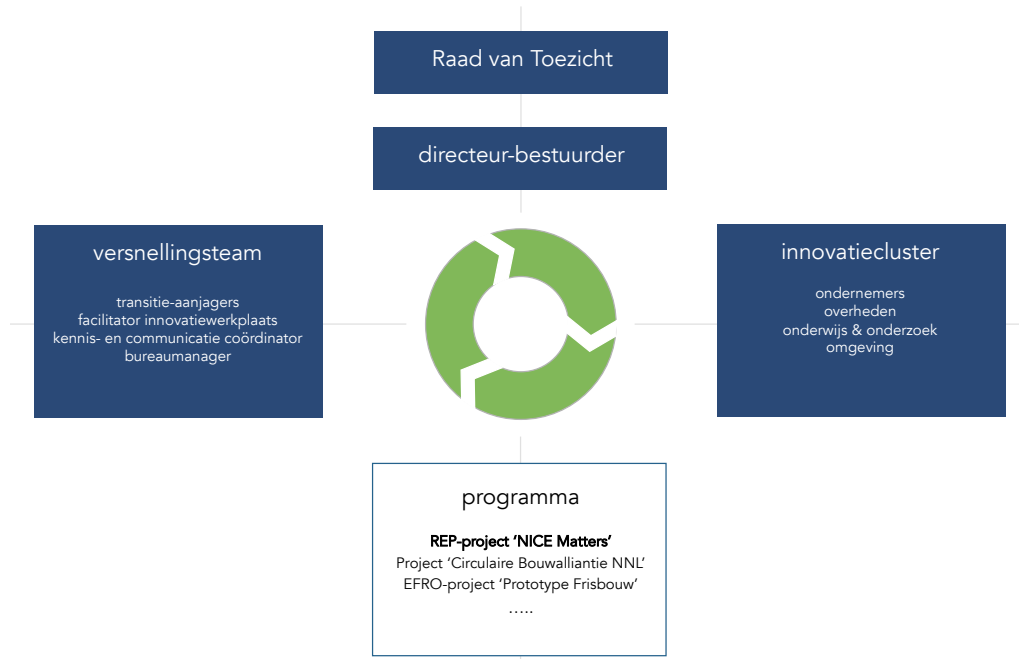 Raad van Toezicht
directeur-bestuurder
versnellingsteam
transitie-aanjagers
facilitator innovatiewerkplaats
kennis- en communicatie coördinator
bureaumanager
innovatiecluster
ondernemers
overheden
onderwijs & onderzoek
omgeving
programma
REP-project ‘NICE Matters’
Project ‘Circulaire Bouwalliantie NNL’
EFRO-project ‘Prototype Frisbouw’
…..